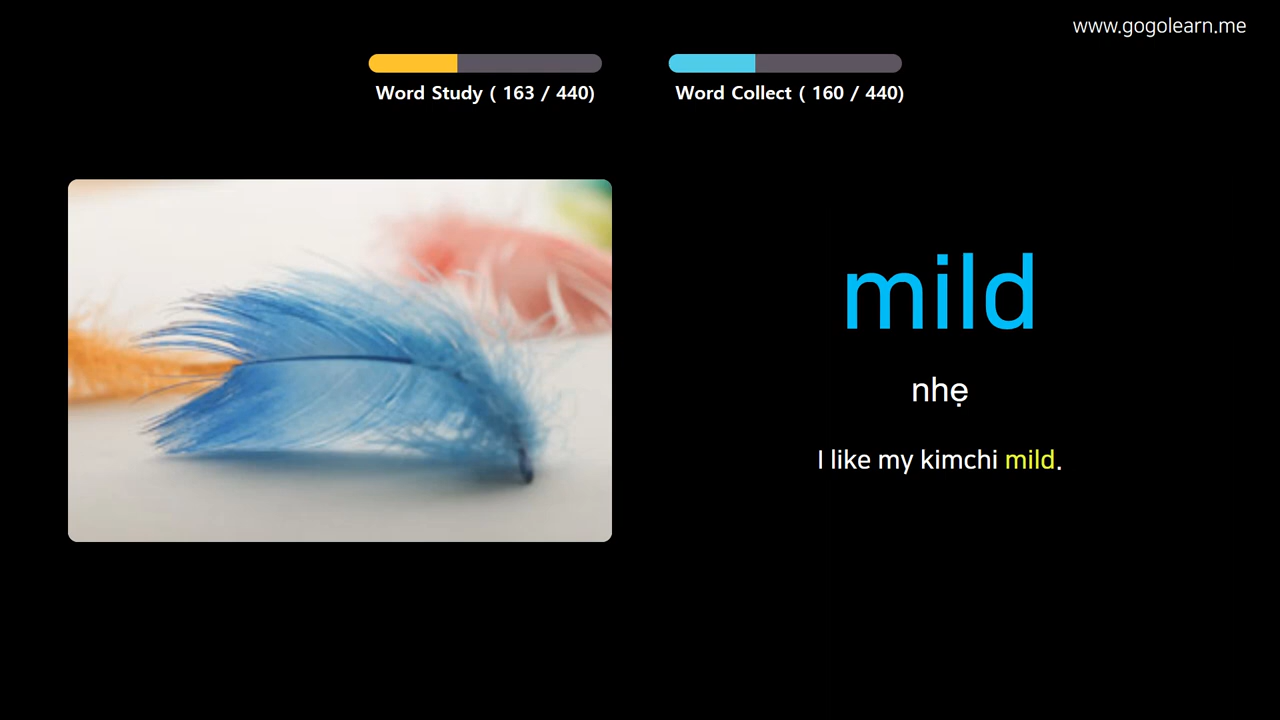 www.gogolearn.me
Word Study ( 163 / 440)
Word Collect ( 160 / 440)
mild
nhẹ
I like my kimchi mild.